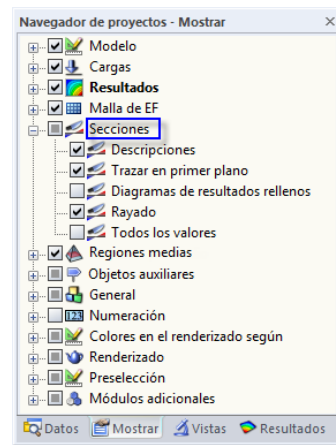 Navegador de proyectos - Mostrar
Modelo
Cargas
Resultados
Malla de EF
Secciones
Descripciones
Trazar en primer plano
Diagramas de resultados rellenos
Rayado
Todos los valores
Regiones medias
Objetos auxiliares
General
123 Numeración
Colores en el renderizado según
Renderizado
Preselección
Módulos adicionales
Datos Mostrar Vistas Resultados